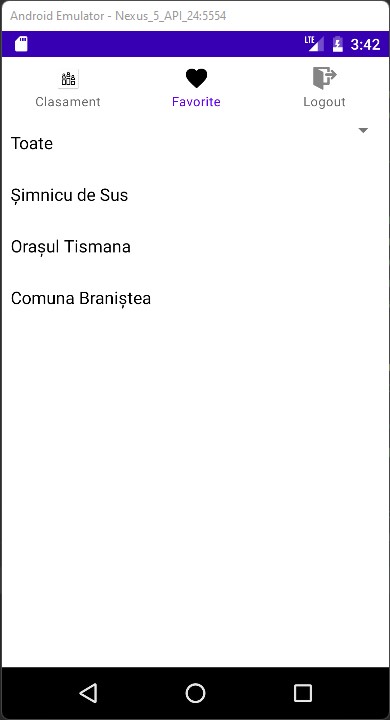 Android Emulator - Nexus_5_API_24:5554
LTE 3:42
Clasament Favorite Logout
Toate
Șimnicu de Sus
Orașul Tismana
Comuna Braniștea